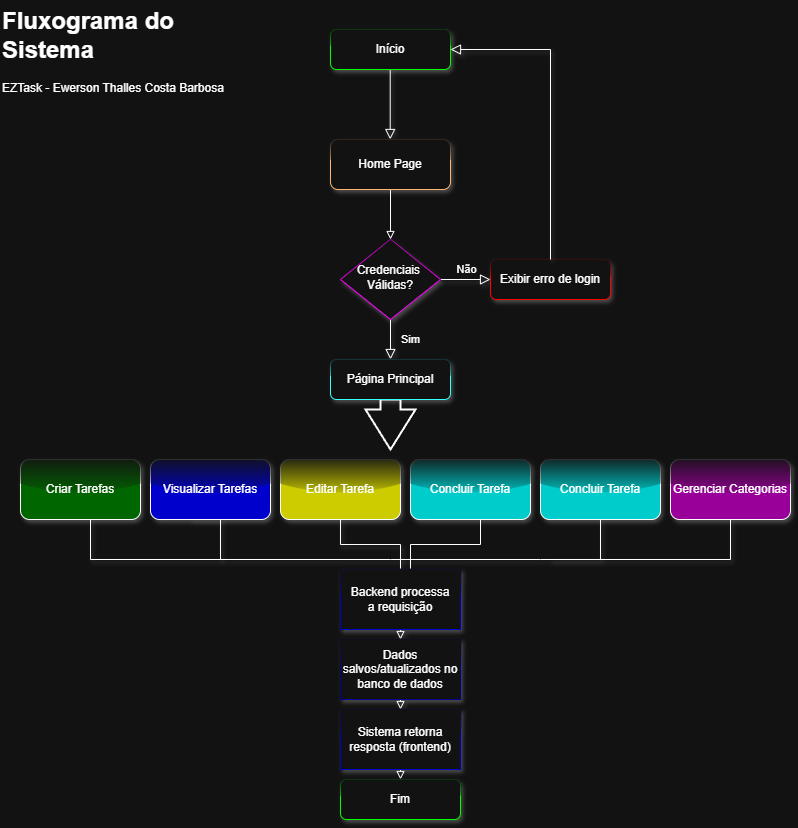 Fluxograma do
Sistema
EZTask - Ewerson Thalles Costa Barbosa
Início
Home Page
Credenciais
Válidas?
Não
Exibir erro de login
Sim
Página Principal
Criar Tarefas
Visualizar Tarefas
Editar Tarefa
Concluir Tarefa
Concluir Tarefa
Gerenciar Categorias
Backend processa
a requisição
Dados
salvos/atualizados no
banco de dados
Sistema retorna
resposta (frontend)
Fim